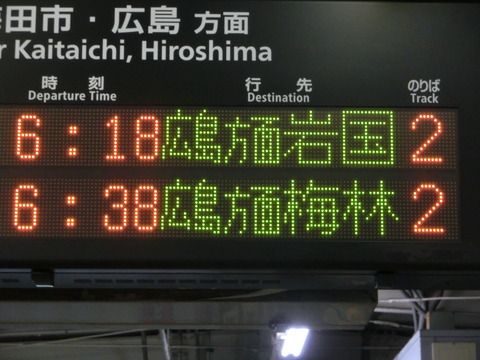 田市・広島 方面
Kaitaichi, Hiroshima
時刻 行先 のりば
Departure Time Destination Track
6:18 広島方面岩国 2
6:38 広島方面梅林 2